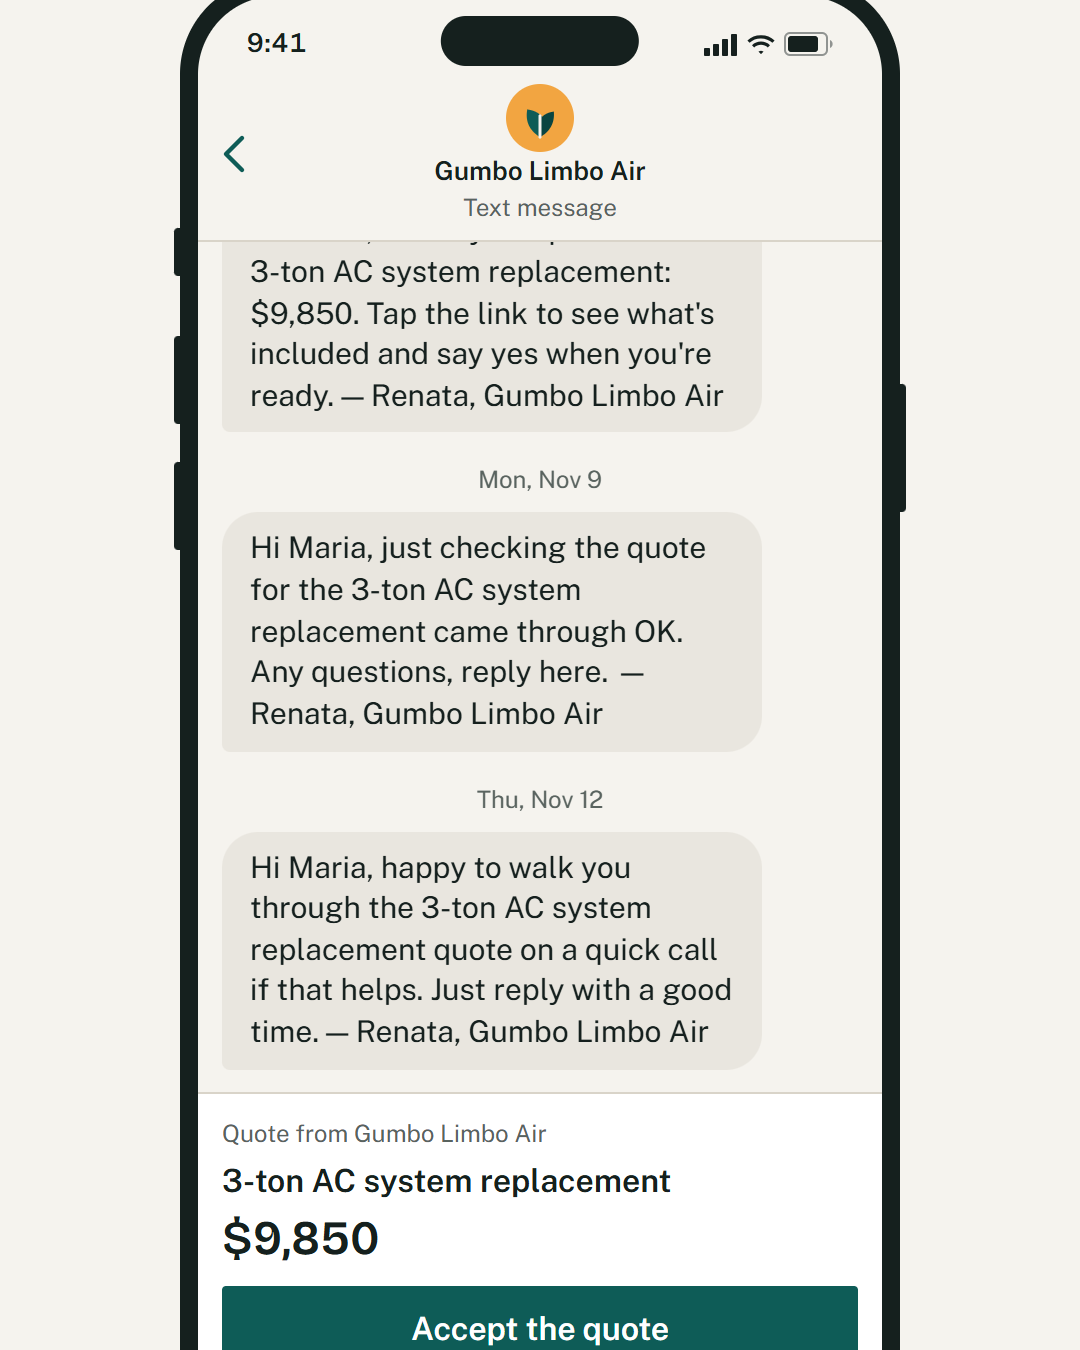 9:41
Gumbo Limbo Air
Text message
3-ton AC system replacement:
$9,850. Tap the link to see what's
included and say yes when you're
ready. — Renata, Gumbo Limbo Air
Mon, Nov 9
Hi Maria, just checking the quote
for the 3-ton AC system
replacement came through OK.
Any questions, reply here. —
Renata, Gumbo Limbo Air
Thu, Nov 12
Hi Maria, happy to walk you
through the 3-ton AC system
replacement quote on a quick call
if that helps. Just reply with a good
time. — Renata, Gumbo Limbo Air
Quote from Gumbo Limbo Air
3-ton AC system replacement
$9,850
Accept the quote